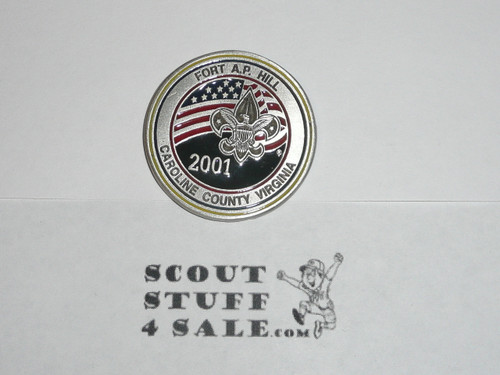 FORT A.P. HILL
2001
CAROLINE COUNTY VIRGINIA
SCOUT
STUFF
4 SALE.COM